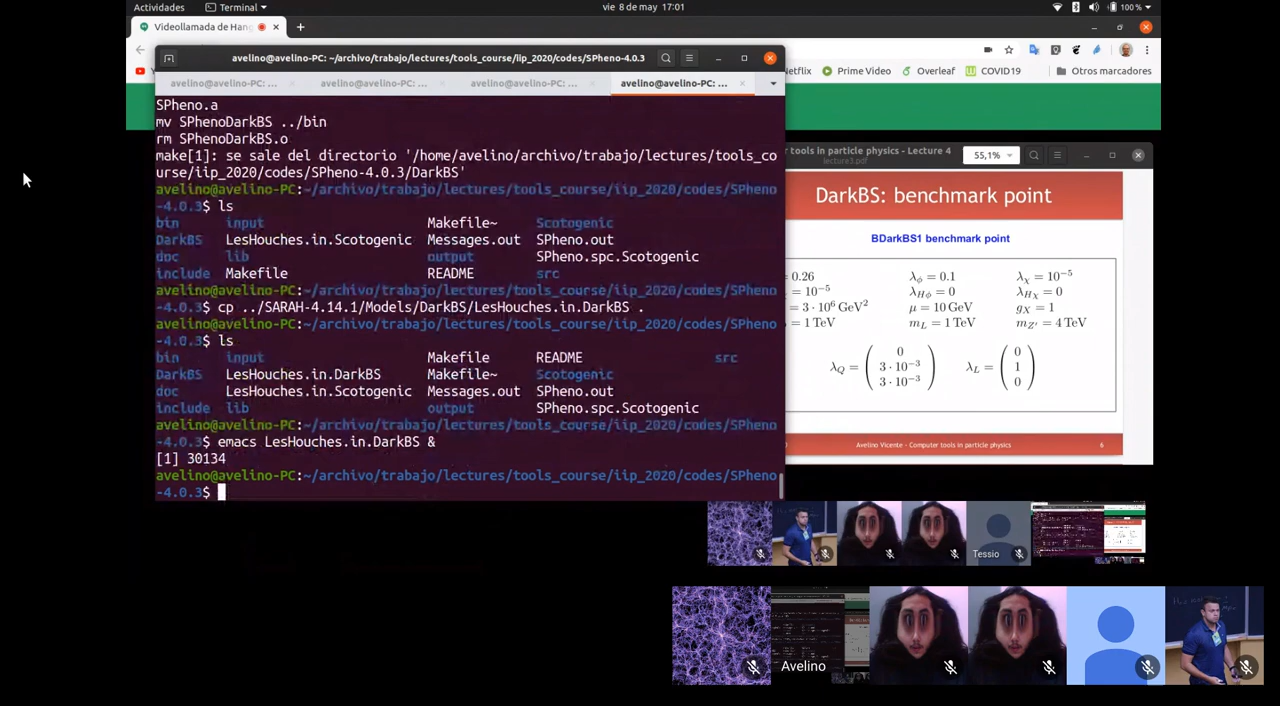 Actividades
Terminal
vie 8 de may 17:01
100 %
Videollamada de Han
avelino@avelino-PC: ~/archivo/trabajo/lectures/tools_course/iip_2020/codes/SPheno-4.0.3
Netflix
Prime Video
Overleaf
COVID19
Otros marcadores
avelino@avelino-PC: ...
avelino@avelino-PC: ...
avelino@avelino-PC: ...
avelino@avelino-PC: ...
SPheno.a
mv SPhenoDarkBS ../bin
rm SPhenoDarkBS.o
make[1]: se sale del directorio '/home/avelino/archivo/trabajo/lectures/tools_co
urse/iip_2020/codes/SPheno-4.0.3/DarkBS'
avelino@avelino-PC:~/archivo/trabajo/lectures/tools_course/iip_2020/codes/SPheno
-4.0.3$ ls
bin input Makefile~ Scotogenic
DarkBS LesHouches.in.Scotogenic Messages.out SPheno.out
doc lib output SPheno.spc.Scotogenic
include Makefile README src
avelino@avelino-PC:~/archivo/trabajo/lectures/tools_course/iip_2020/codes/SPheno
-4.0.3$ cp ../SARAH-4.14.1/Models/DarkBS/LesHouches.in.DarkBS .
avelino@avelino-PC:~/archivo/trabajo/lectures/tools_course/iip_2020/codes/SPheno
-4.0.3$ ls
bin input Makefile README src
DarkBS LesHouches.in.DarkBS Makefile~ Scotogenic
doc LesHouches.in.Scotogenic Messages.out SPheno.out
include lib output SPheno.spc.Scotogenic
avelino@avelino-PC:~/archivo/trabajo/lectures/tools_course/iip_2020/codes/SPheno
-4.0.3$ emacs LesHouches.in.DarkBS &
[1] 30134
avelino@avelino-PC:~/archivo/trabajo/lectures/tools_course/iip_2020/codes/SPheno
-4.0.3$
ter tools in particle physics - Lecture 4
lecture3.pdf
55,1%
DarkBS: benchmark point
BDarkBS1 benchmark point
= 0.26 λϕ = 0.1 λχ = 10⁻⁵
= 10⁻⁵ λHϕ = 0 λHχ = 0
= 3 · 10⁶ GeV² μ = 10 GeV gX = 1
= 1 TeV mL = 1 TeV mZ′ = 4 TeV
λQ = ( 0 3 · 10⁻³ 3 · 10⁻³ ) λL = ( 0 1 0 )
Avelino Vicente - Computer tools in particle physics 6
Tessio
Avelino